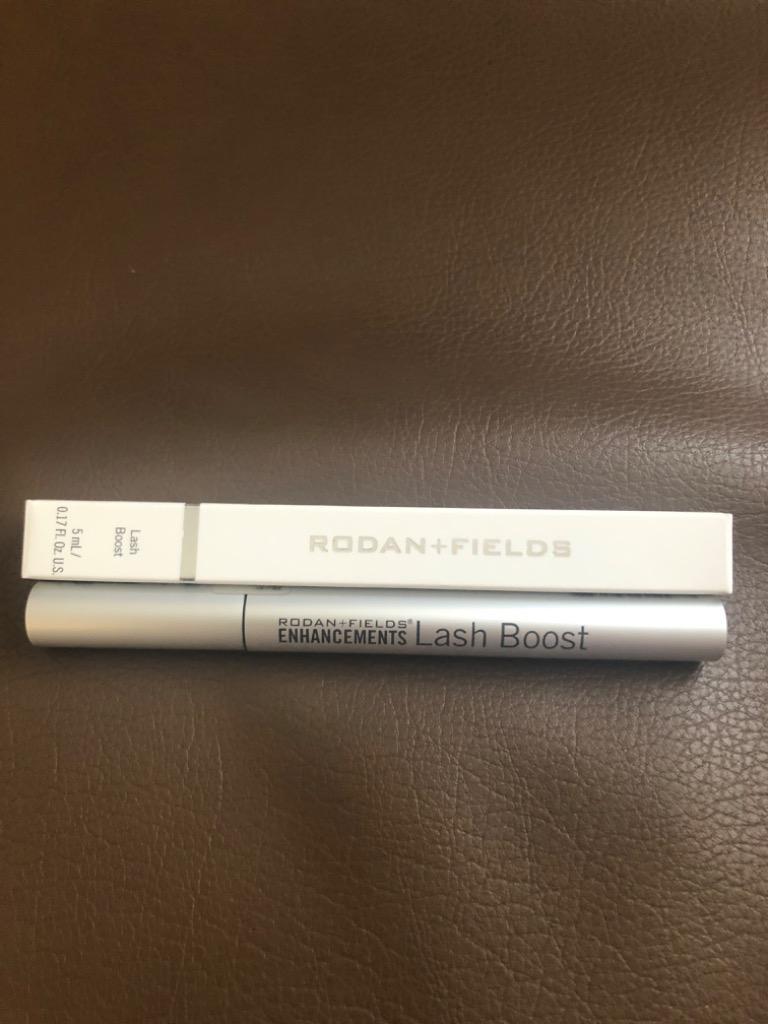 RODAN+FIELDS
Lash
Boost
5 mL/
0.17 Fl. Oz. U.S.
RODAN+FIELDS®
ENHANCEMENTS Lash Boost